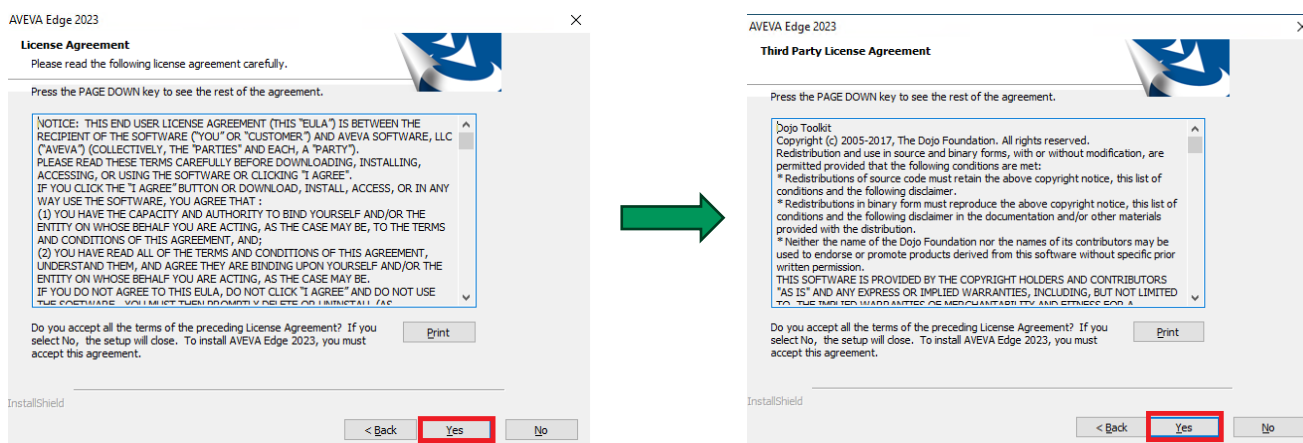 AVEVA Edge 2023
License Agreement
Please read the following license agreement carefully.
Press the PAGE DOWN key to see the rest of the agreement.
NOTICE: THIS END USER LICENSE AGREEMENT (THIS "EULA") IS BETWEEN THE
RECIPIENT OF THE SOFTWARE ("YOU" OR "CUSTOMER") AND AVEVA SOFTWARE, LLC
("AVEVA") (COLLECTIVELY, THE "PARTIES" AND EACH, A "PARTY").
PLEASE READ THESE TERMS CAREFULLY BEFORE DOWNLOADING, INSTALLING,
ACCESSING, OR USING THE SOFTWARE OR CLICKING "I AGREE".
IF YOU CLICK THE "I AGREE" BUTTON OR DOWNLOAD, INSTALL, ACCESS, OR IN ANY
WAY USE THE SOFTWARE, YOU AGREE THAT :
(1) YOU HAVE THE CAPACITY AND AUTHORITY TO BIND YOURSELF AND/OR THE
ENTITY ON WHOSE BEHALF YOU ARE ACTING, AS THE CASE MAY BE, TO THE TERMS
AND CONDITIONS OF THIS AGREEMENT, AND;
(2) YOU HAVE READ ALL OF THE TERMS AND CONDITIONS OF THIS AGREEMENT,
UNDERSTAND THEM, AND AGREE THEY ARE BINDING UPON YOURSELF AND/OR THE
ENTITY ON WHOSE BEHALF YOU ARE ACTING, AS THE CASE MAY BE.
IF YOU DO NOT AGREE TO THIS EULA, DO NOT CLICK "I AGREE" AND DO NOT USE
THE SOFTWARE. YOU MUST THEN PROMPTLY DELETE OR UNINSTALL (AS
Do you accept all the terms of the preceding License Agreement? If you
select No, the setup will close. To install AVEVA Edge 2023, you must
accept this agreement.
Print
InstallShield
< Back
Yes
No
AVEVA Edge 2023
Third Party License Agreement
Press the PAGE DOWN key to see the rest of the agreement.
Dojo Toolkit
Copyright (c) 2005-2017, The Dojo Foundation. All rights reserved.
Redistribution and use in source and binary forms, with or without modification, are
permitted provided that the following conditions are met:
* Redistributions of source code must retain the above copyright notice, this list of
conditions and the following disclaimer.
* Redistributions in binary form must reproduce the above copyright notice, this list of
conditions and the following disclaimer in the documentation and/or other materials
provided with the distribution.
* Neither the name of the Dojo Foundation nor the names of its contributors may be
used to endorse or promote products derived from this software without specific prior
written permission.
THIS SOFTWARE IS PROVIDED BY THE COPYRIGHT HOLDERS AND CONTRIBUTORS
"AS IS" AND ANY EXPRESS OR IMPLIED WARRANTIES, INCLUDING, BUT NOT LIMITED
TO, THE IMPLIED WARRANTIES OF MERCHANTABILITY AND FITNESS FOR A
Do you accept all the terms of the preceding License Agreement? If you
select No, the setup will close. To install AVEVA Edge 2023, you must
accept this agreement.
Print
InstallShield
< Back
Yes
No